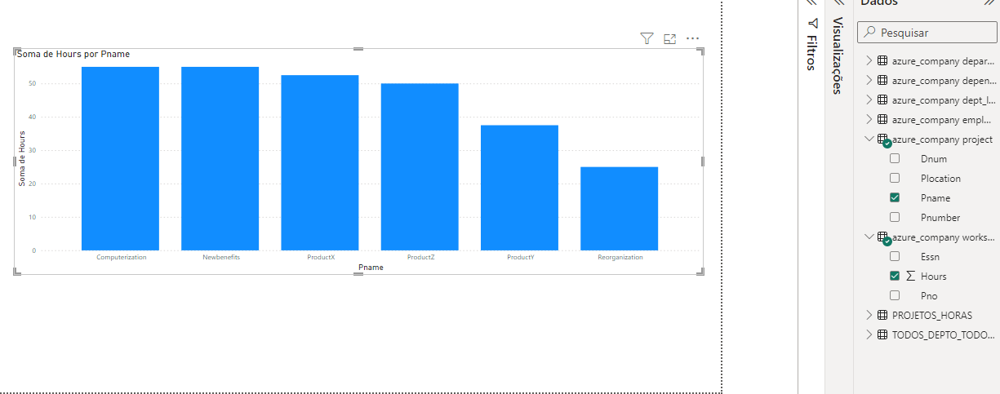 Soma de Hours por Pname
Soma de Hours
50
40
30
20
10
0
Computerization
Newbenefits
ProductX
ProductZ
ProductY
Reorganization
Pname
Filtros
Visualizações
Dados
Pesquisar
azure_company depar...
azure_company depen...
azure_company dept_l...
azure_company empl...
azure_company project
Dnum
Plocation
Pname
Pnumber
azure_company works...
Essn
Hours
Pno
PROJETOS_HORAS
TODOS_DEPTO_TODO...